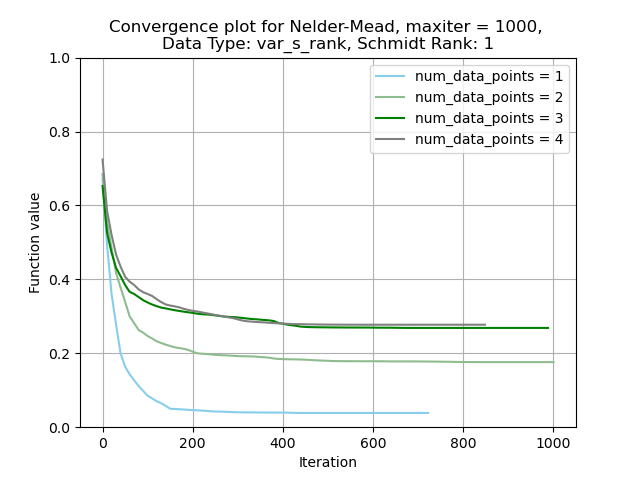 Convergence plot for Nelder-Mead, maxiter = 1000,
Data Type: var_s_rank, Schmidt Rank: 1
1.0
num_data_points = 1
num_data_points = 2
num_data_points = 3
num_data_points = 4
0.8
0.6
0.4
0.2
0.0
Function value
0 200 400 600 800 1000
Iteration